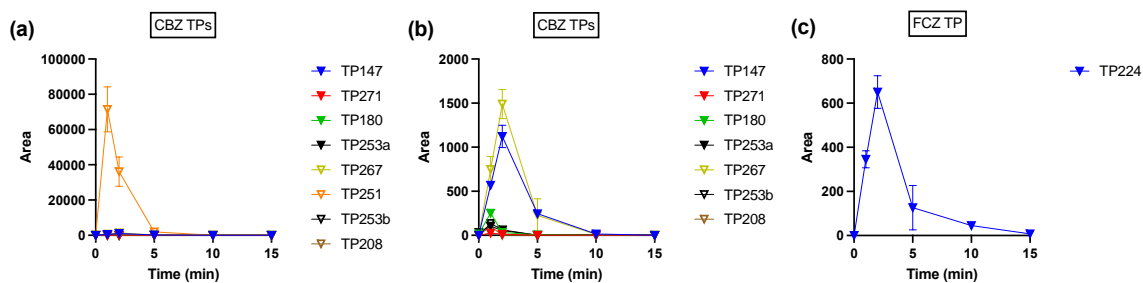 (a)
CBZ TPs
100000
80000
60000
40000
20000
0
Area
0 5 10 15
Time (min)
TP147
TP271
TP180
TP253a
TP267
TP251
TP253b
TP208
(b)
CBZ TPs
2000
1500
1000
500
0
Area
0 5 10 15
Time (min)
TP147
TP271
TP180
TP253a
TP267
TP253b
TP208
(c)
FCZ TP
800
600
400
200
0
Area
0 5 10 15
Time (min)
TP224